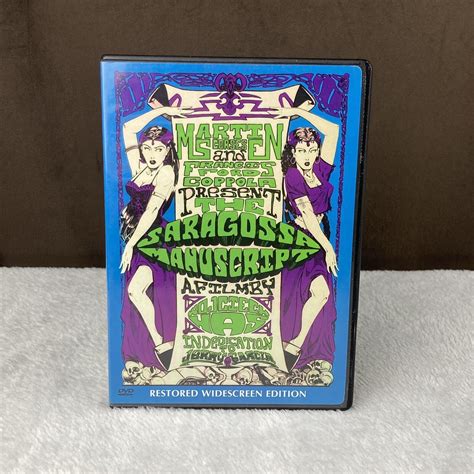 MARTIN
SCORSESE
and
FRANCIS
FORD
COPPOLA
PRESENT
THE
SARAGOSSA
MANUSCRIPT
A FILM BY
WOJCIECH
HAS
IN DEDICATION
TO
JERRY GARCIA
DVD
RESTORED WIDESCREEN EDITION